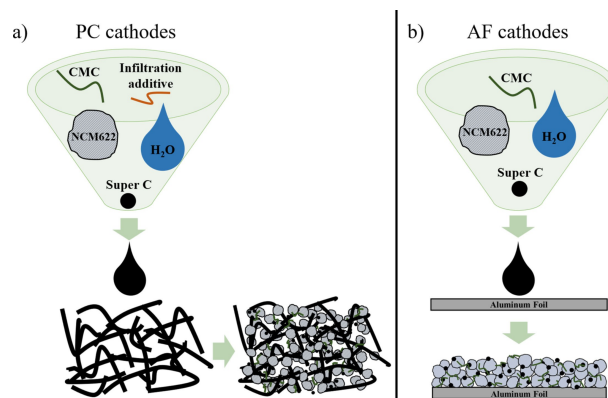 a)
PC cathodes
CMC
Infiltration
additive
NCM622
H₂O
Super C
b)
AF cathodes
CMC
NCM622
H₂O
Super C
Aluminum Foil
Aluminum Foil